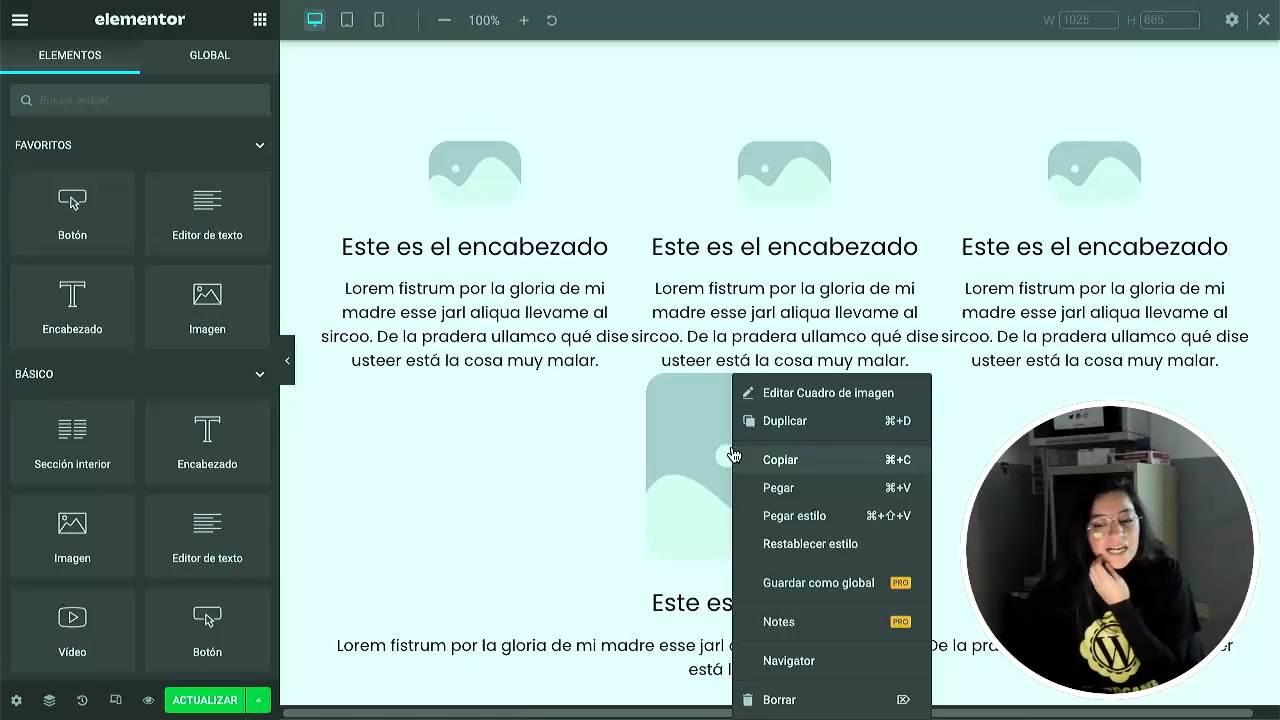 elementor
100%
W 1025 H 665
ELEMENTOS GLOBAL
Buscar widget...
FAVORITOS
Botón Editor de texto
Encabezado Imagen
BÁSICO
Sección interior Encabezado
Imagen Editor de texto
Vídeo Botón
ACTUALIZAR
Este es el encabezado
Lorem fistrum por la gloria de mi
madre esse jarl aliqua llevame al
sircoo. De la pradera ullamco qué dise
usteer está la cosa muy malar.
Este es el encabezado
Lorem fistrum por la gloria de mi
madre esse jarl aliqua llevame al
sircoo. De la pradera ullamco qué dise
usteer está la cosa muy malar.
Este es el encabezado
Lorem fistrum por la gloria de mi
madre esse jarl aliqua llevame al
sircoo. De la pradera ullamco qué dise
usteer está la cosa muy malar.
Editar Cuadro de imagen
Duplicar ⌘+D
Copiar ⌘+C
Pegar ⌘+V
Pegar estilo ⌘+⇧+V
Restablecer estilo
Guardar como global PRO
Notes PRO
Navigator
Borrar ⌦
Este es
Lorem fistrum por la gloria de mi madre esse jarl
está l